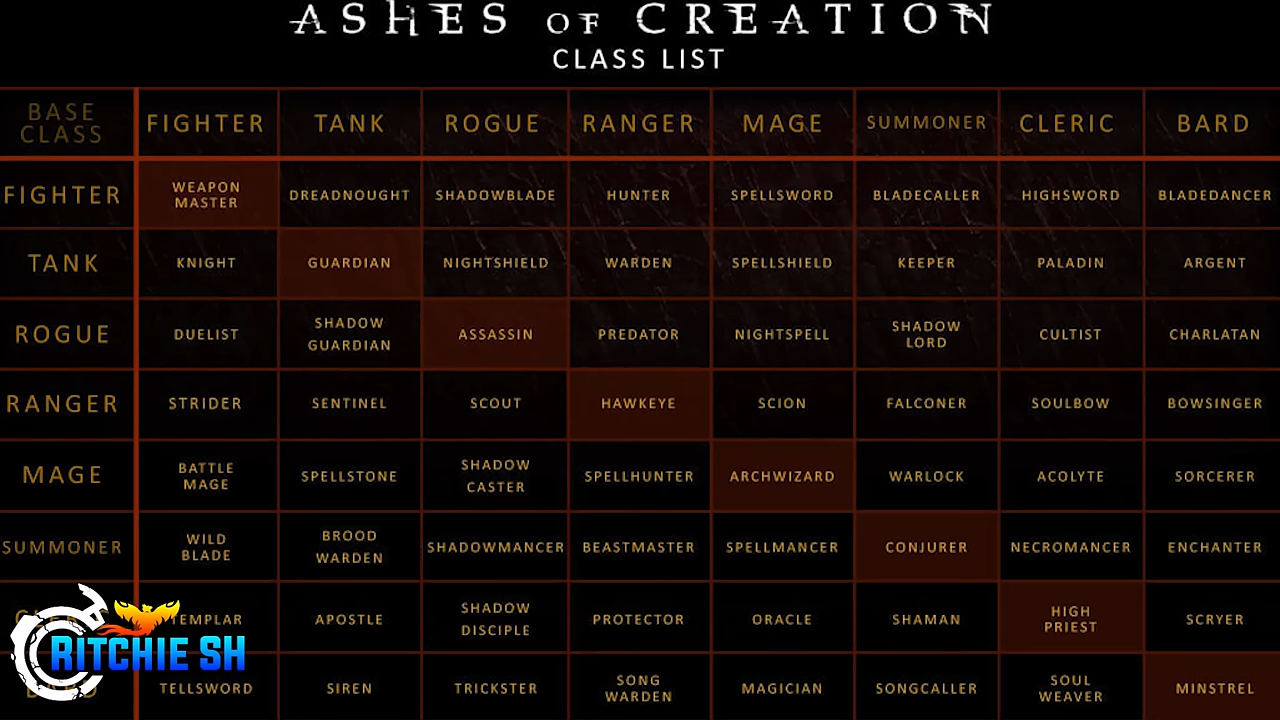 ASHES OF CREATION
CLASS LIST
BASE CLASS FIGHTER TANK ROGUE RANGER MAGE SUMMONER CLERIC BARD
FIGHTER WEAPON MASTER DREADNOUGHT SHADOWBLADE HUNTER SPELLSWORD BLADECALLER HIGHSWORD BLADEDANCER
TANK KNIGHT GUARDIAN NIGHTSHIELD WARDEN SPELLSHIELD KEEPER PALADIN ARGENT
ROGUE DUELIST SHADOW GUARDIAN ASSASSIN PREDATOR NIGHTSPELL SHADOW LORD CULTIST CHARLATAN
RANGER STRIDER SENTINEL SCOUT HAWKEYE SCION FALCONER SOULBOW BOWSINGER
MAGE BATTLE MAGE SPELLSTONE SHADOW CASTER SPELLHUNTER ARCHWIZARD WARLOCK ACOLYTE SORCERER
SUMMONER WILD BLADE BROOD WARDEN SHADOWMANCER BEASTMASTER SPELLMANCER CONJURER NECROMANCER ENCHANTER
TEMPLAR APOSTLE SHADOW DISCIPLE PROTECTOR ORACLE SHAMAN HIGH PRIEST SCRYER
RITCHIE SH
TELLSWORD SIREN TRICKSTER SONG WARDEN MAGICIAN SONGCALLER SOUL WEAVER MINSTREL